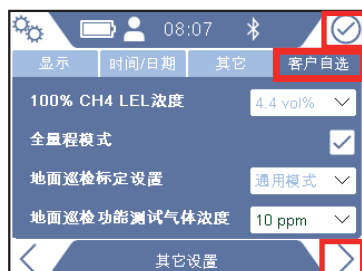 08:07
显示 时间/日期 其它 客户自选
100% CH4 LEL浓度 4.4 vol%
全量程模式
地面巡检标定设置 通用模式
地面巡检功能测试气体浓度 10 ppm
其它设置